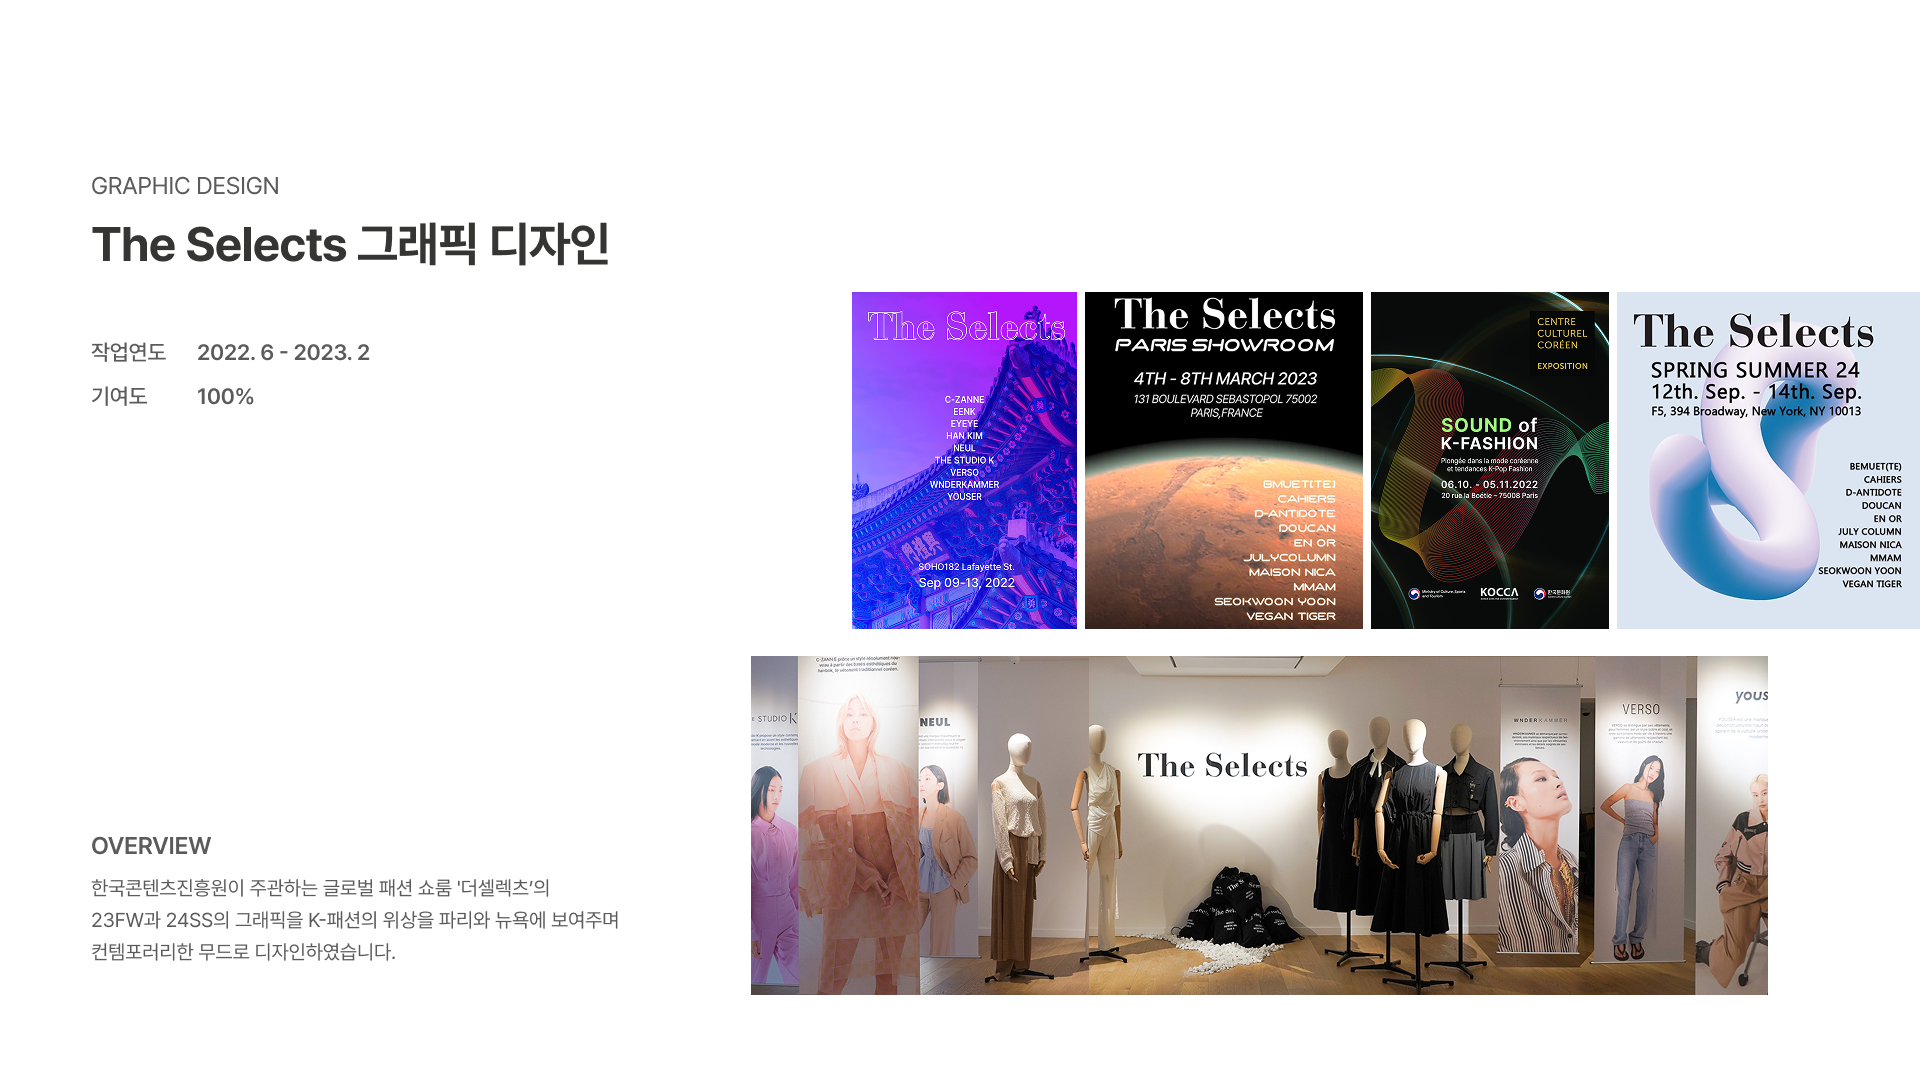 GRAPHIC DESIGN
The Selects 그래픽 디자인
작업연도 2022. 6 - 2023. 2
기여도 100%
OVERVIEW
한국콘텐츠진흥원이 주관하는 글로벌 패션 쇼룸 '더셀렉츠'의
23FW과 24SS의 그래픽을 K-패션의 위상을 파리와 뉴욕에 보여주며
컨템포러리한 무드로 디자인하였습니다.
The Selects
C-ZANNE
EENK
EYEYE
HAN KIM
NEUL
THE STUDIO K
VERSO
WNDERKAMMER
YOUSER
SOHO182 Lafayette St.
Sep 09-13, 2022
The Selects
PARIS SHOWROOM
4TH - 8TH MARCH 2023
131 BOULEVARD SEBASTOPOL 75002
PARIS,FRANCE
BMUET(TE)
CAHIERS
D-ANTIDOTE
DOUCAN
EN OR
JULYCOLUMN
MAISON NICA
MMAM
SEOKWOON YOON
VEGAN TIGER
CENTRE
CULTUREL
CORÉEN
EXPOSITION
SOUND of
K-FASHION
Plongée dans la mode coréenne
et tendances K-Pop Fashion
06.10. - 05.11.2022
20 rue la Boétie – 75008 Paris
Ministry of Culture, Sports
and Tourism
KOCCA
한국문화원
The Selects
SPRING SUMMER 24
12th. Sep. - 14th. Sep.
F5, 394 Broadway, New York, NY 10013
BEMUET(TE)
CAHIERS
D-ANTIDOTE
DOUCAN
EN OR
JULY COLUMN
MAISON NICA
MMAM
SEOKWOON YOON
VEGAN TIGER
STUDIO K
NEUL
The Selects
WNDERKAMMER
VERSO
yous